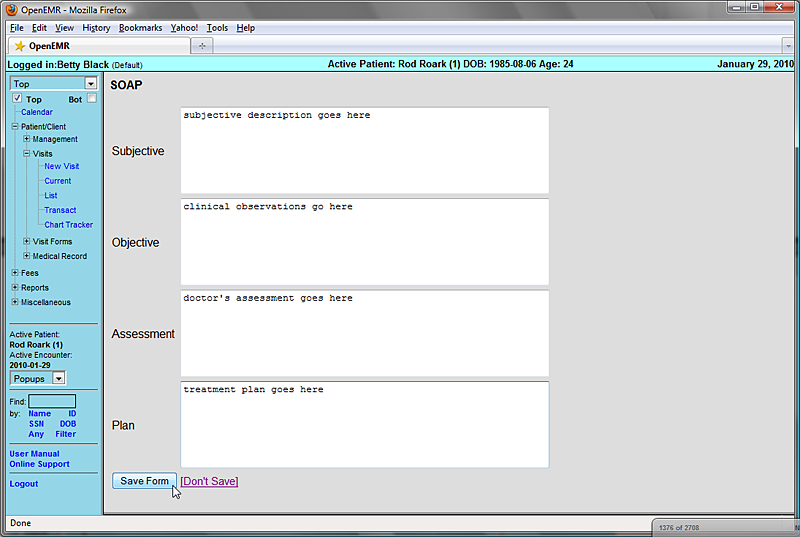 OpenEMR - Mozilla Firefox
File Edit View History Bookmarks Yahoo! Tools Help
OpenEMR
Logged in:Betty Black (Default) Active Patient: Rod Roark (1) DOB: 1985-08-06 Age: 24 January 29, 2010
Top
Top Bot
Calendar
Patient/Client
Management
Visits
New Visit
Current
List
Transact
Chart Tracker
Visit Forms
Medical Record
Fees
Reports
Miscellaneous
Active Patient:
Rod Roark (1)
Active Encounter:
2010-01-29
Popups
Find:
by: Name ID
SSN DOB
Any Filter
User Manual
Online Support
Logout
SOAP
Subjective
subjective description goes here
Objective
clinical observations go here
Assessment
doctor's assessment goes here
Plan
treatment plan goes here
Save Form [Don't Save]
Done
1376 of 2708
N